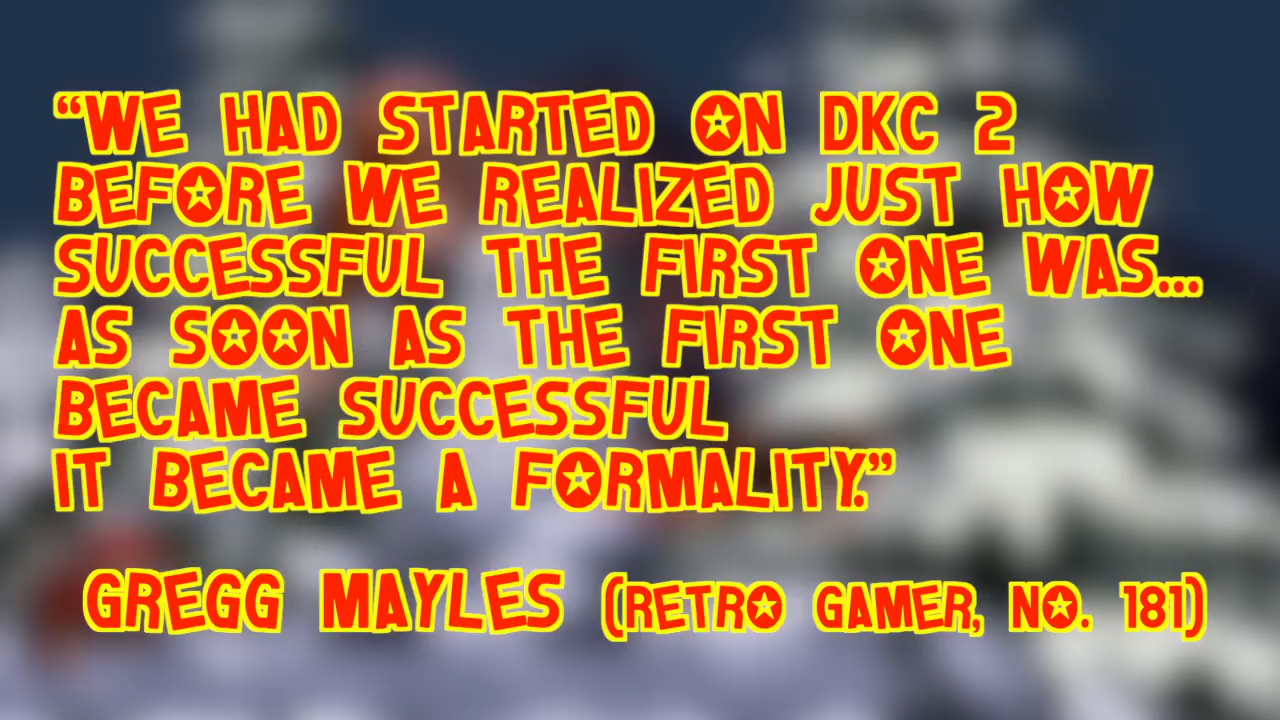 “WE HAD STARTED ON DKC 2
BEFORE WE REALIZED JUST HOW
SUCCESSFUL THE FIRST ONE WAS...
AS SOON AS THE FIRST ONE
BECAME SUCCESSFUL
IT BECAME A FORMALITY.”
GREGG MAYLES (RETRO GAMER, NO. 181)